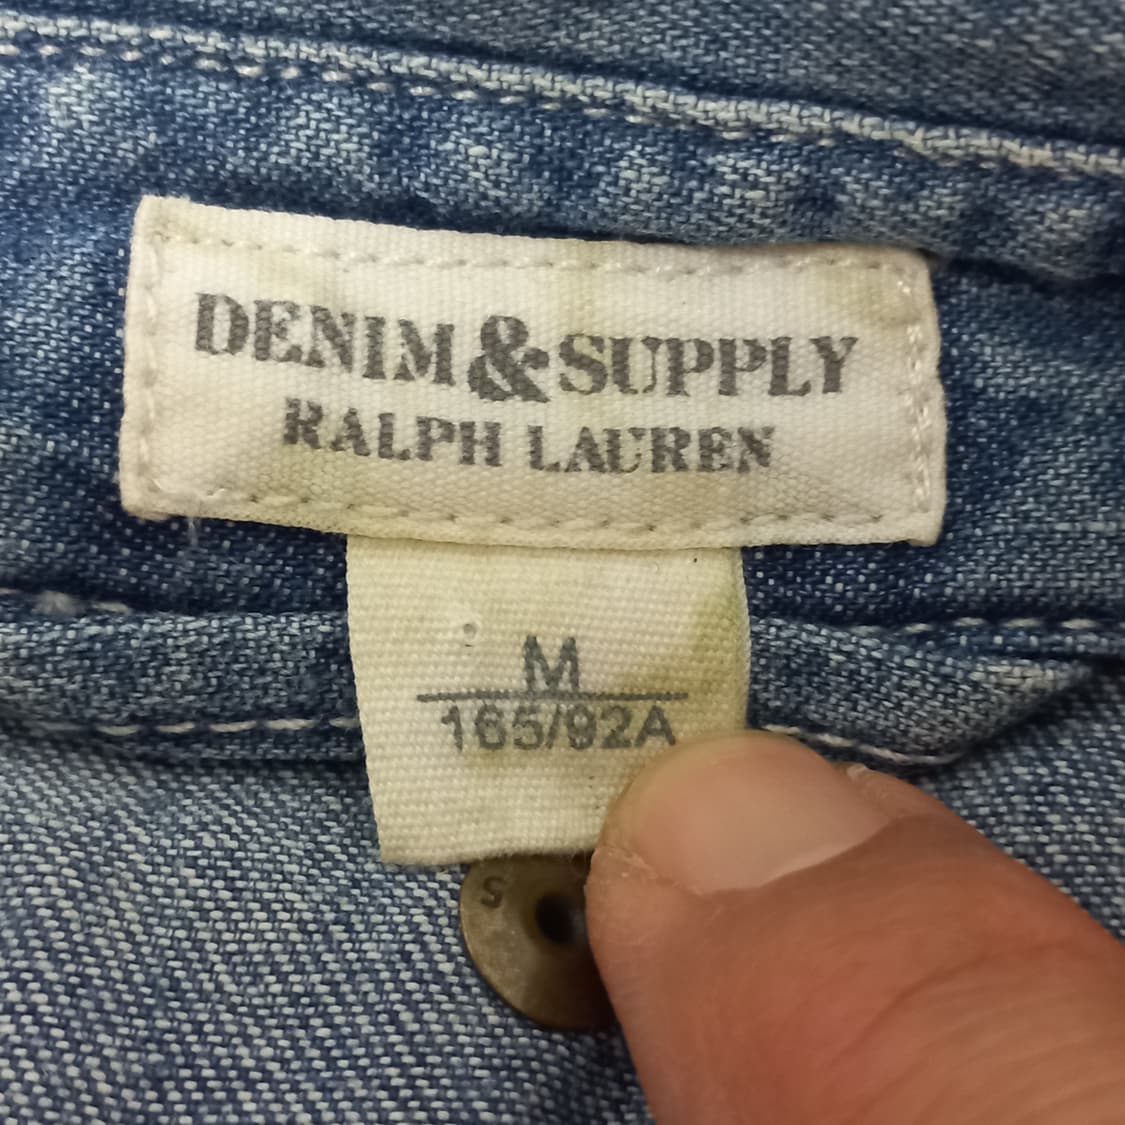 DENIM & SUPPLY
RALPH LAUREN
M
165/92A
S